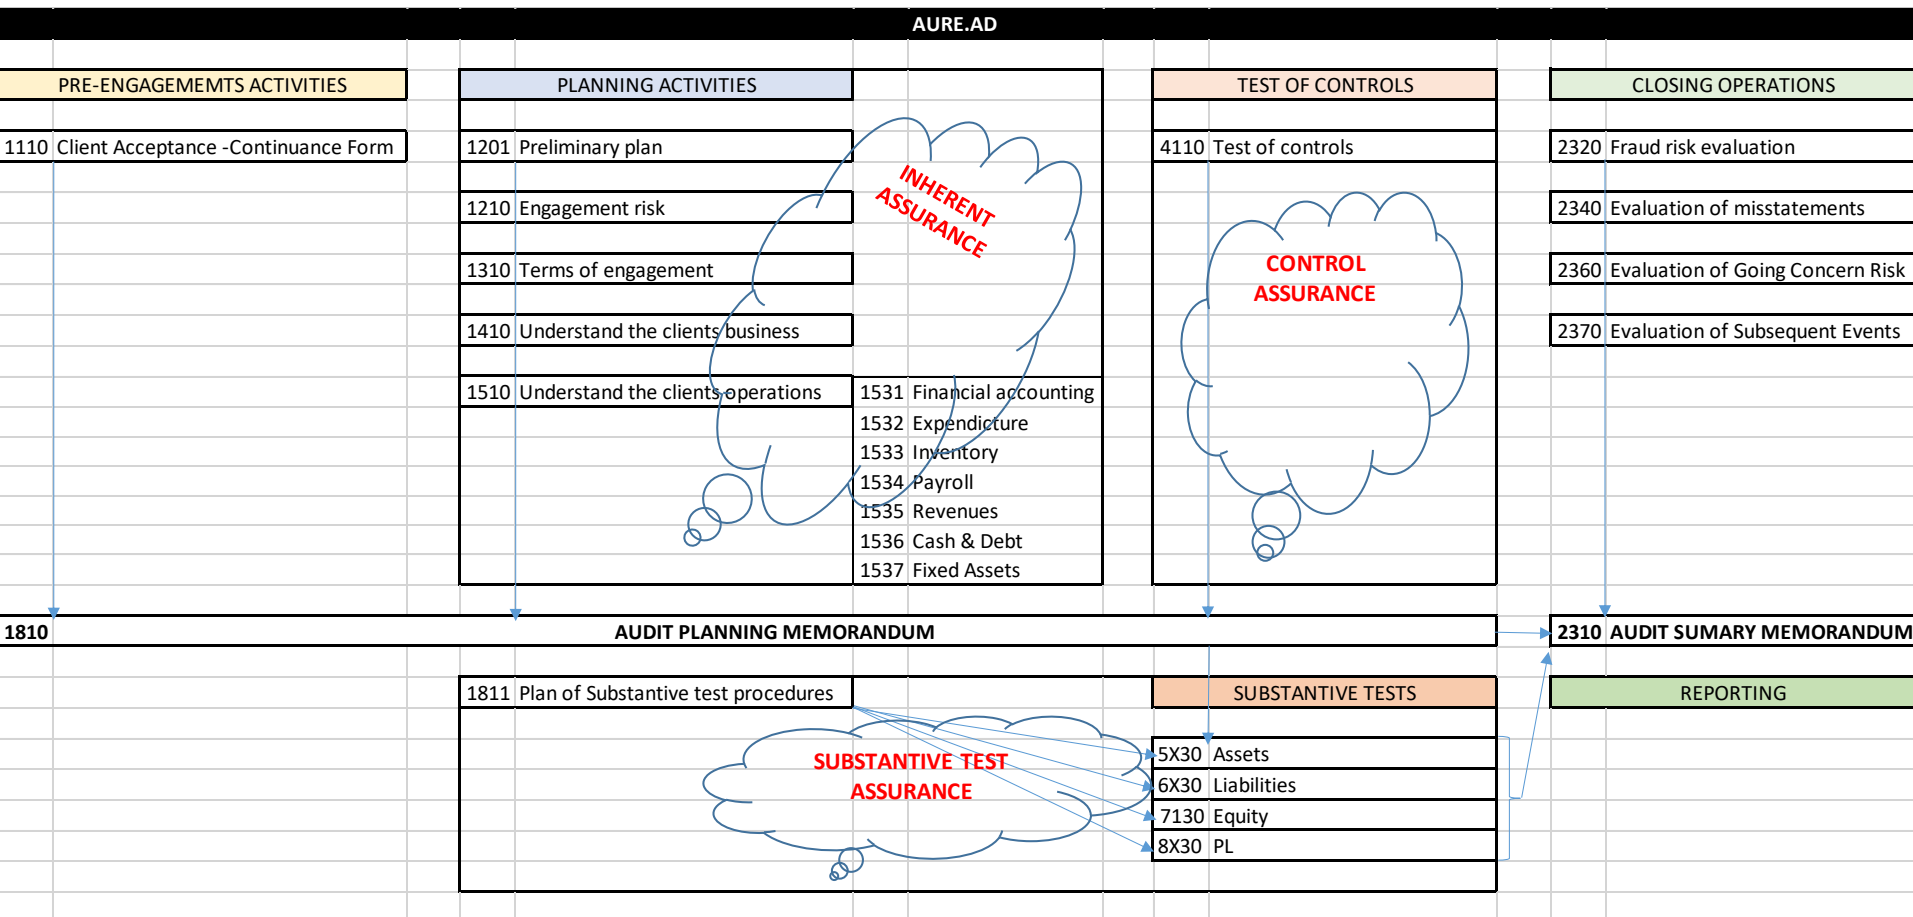 AURE.AD
PRE-ENGAGEMEMTS ACTIVITIES
1110 Client Acceptance -Continuance Form
PLANNING ACTIVITIES
1201 Preliminary plan
1210 Engagement risk
1310 Terms of engagement
1410 Understand the clients business
1510 Understand the clients operations
INHERENT
ASSURANCE
1531 Financial accounting
1532 Expendicture
1533 Inventory
1534 Payroll
1535 Revenues
1536 Cash & Debt
1537 Fixed Assets
TEST OF CONTROLS
4110 Test of controls
CONTROL
ASSURANCE
CLOSING OPERATIONS
2320 Fraud risk evaluation
2340 Evaluation of misstatements
2360 Evaluation of Going Concern Risk
2370 Evaluation of Subsequent Events
1810 AUDIT PLANNING MEMORANDUM
2310 AUDIT SUMARY MEMORANDUM
1811 Plan of Substantive test procedures
SUBSTANTIVE TEST
ASSURANCE
SUBSTANTIVE TESTS
5X30 Assets
6X30 Liabilities
7130 Equity
8X30 PL
REPORTING